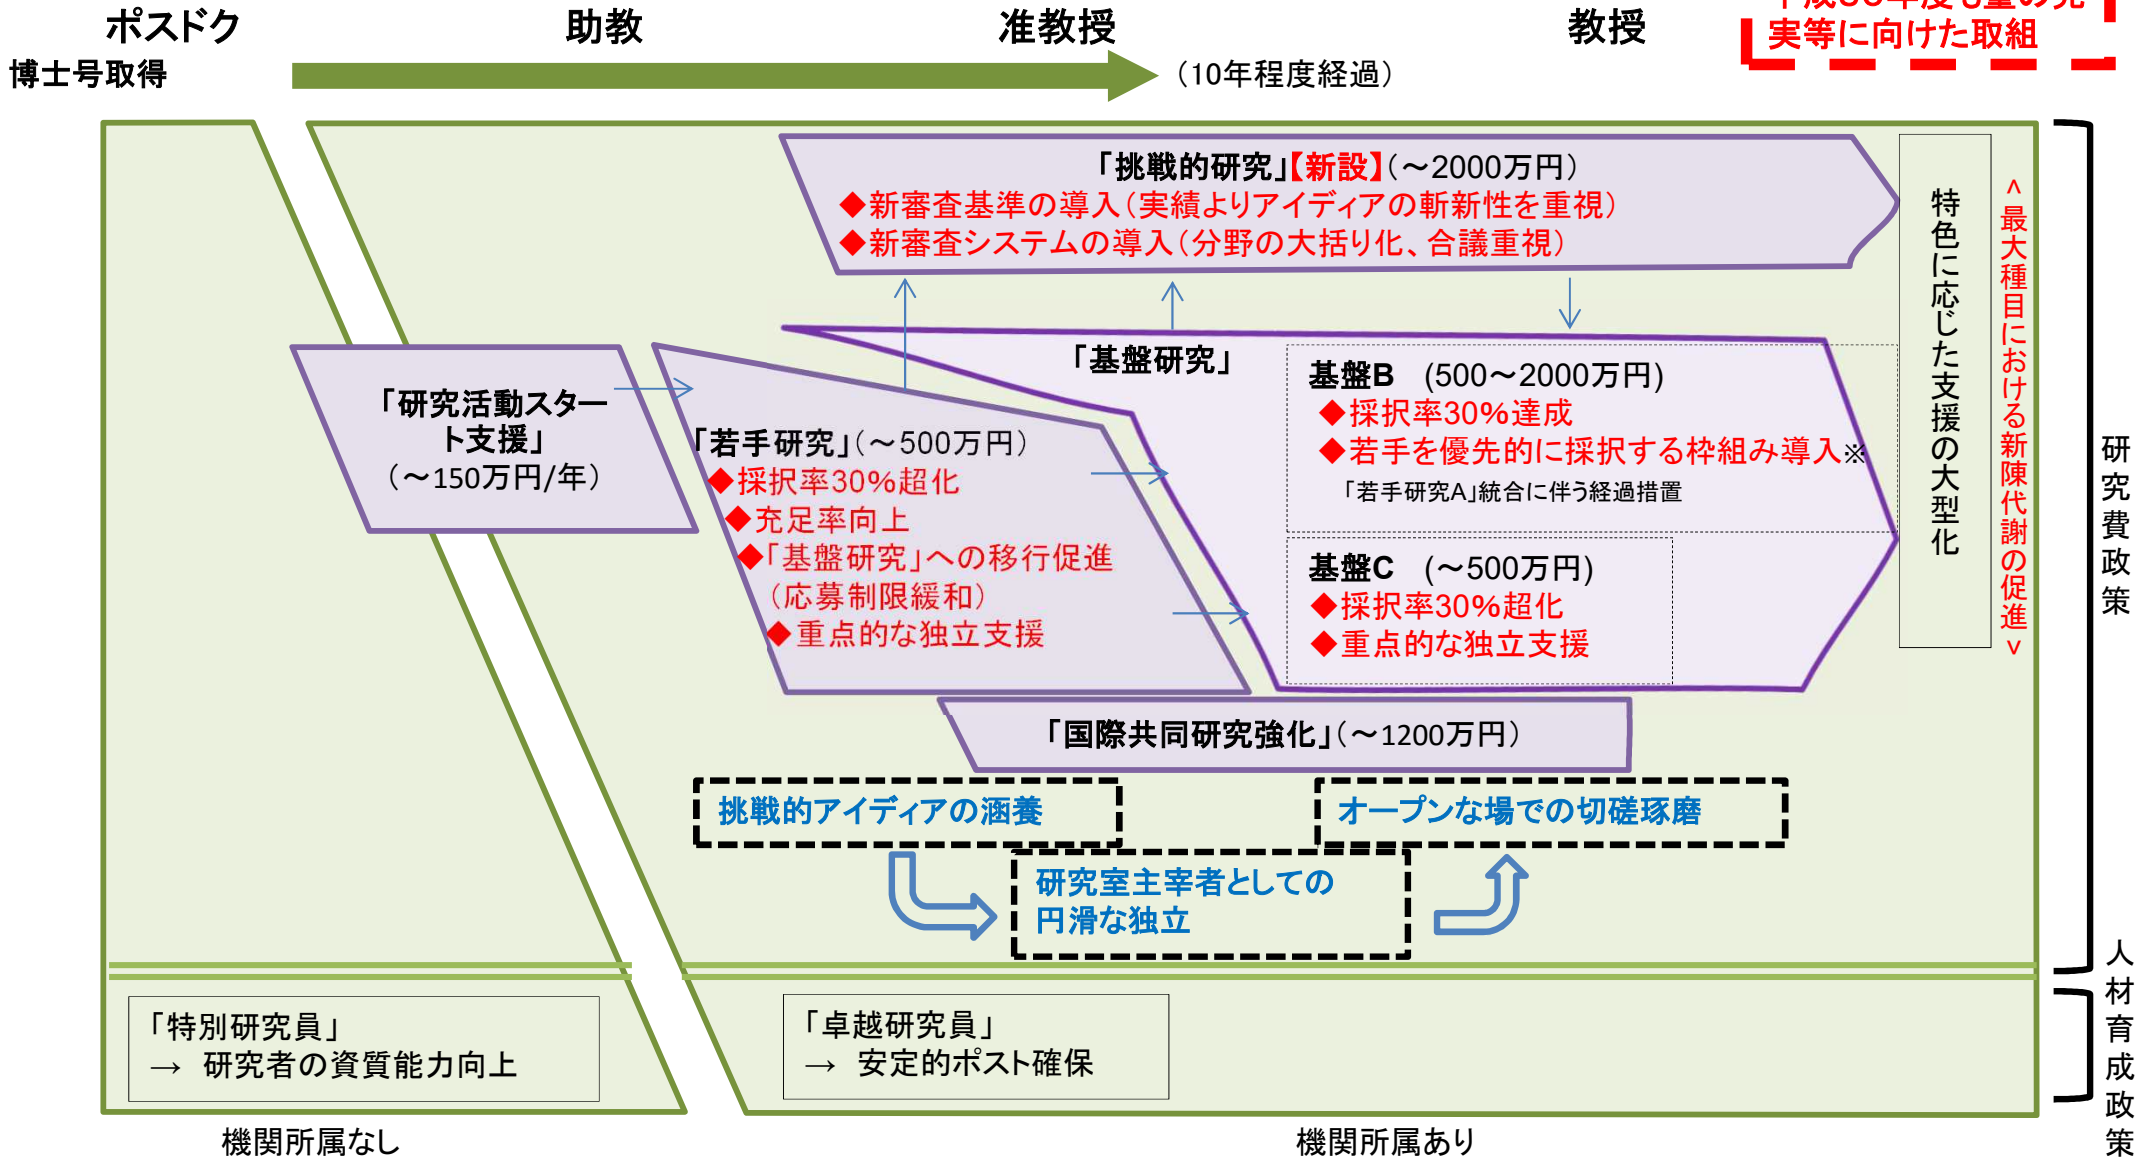 ポスドク
助教
准教授
教授
実等に向けた取組
博士号取得
（10年程度経過）
「挑戦的研究」【新設】（～2000万円）
◆新審査基準の導入（実績よりアイディアの斬新性を重視）
◆新審査システムの導入（分野の大括り化、合議重視）
特色に応じた支援の大型化
＜最大種目における新陳代謝の促進＞
研究費政策
「基盤研究」
基盤B　(500～2000万円)
◆採択率30%達成
◆若手を優先的に採択する枠組み導入※
「若手研究A」統合に伴う経過措置
「研究活動スター
ト支援」
（～150万円/年）
「若手研究」（～500万円）
◆採択率30%超化
◆充足率向上
◆「基盤研究」への移行促進
（応募制限緩和）
◆重点的な独立支援
基盤C　(～500万円)
◆採択率30%超化
◆重点的な独立支援
「国際共同研究強化」（～1200万円）
挑戦的アイディアの涵養
オープンな場での切磋琢磨
研究室主宰者としての
円滑な独立
人材育成政策
「特別研究員」
→ 研究者の資質能力向上
「卓越研究員」
→ 安定的ポスト確保
機関所属なし
機関所属あり